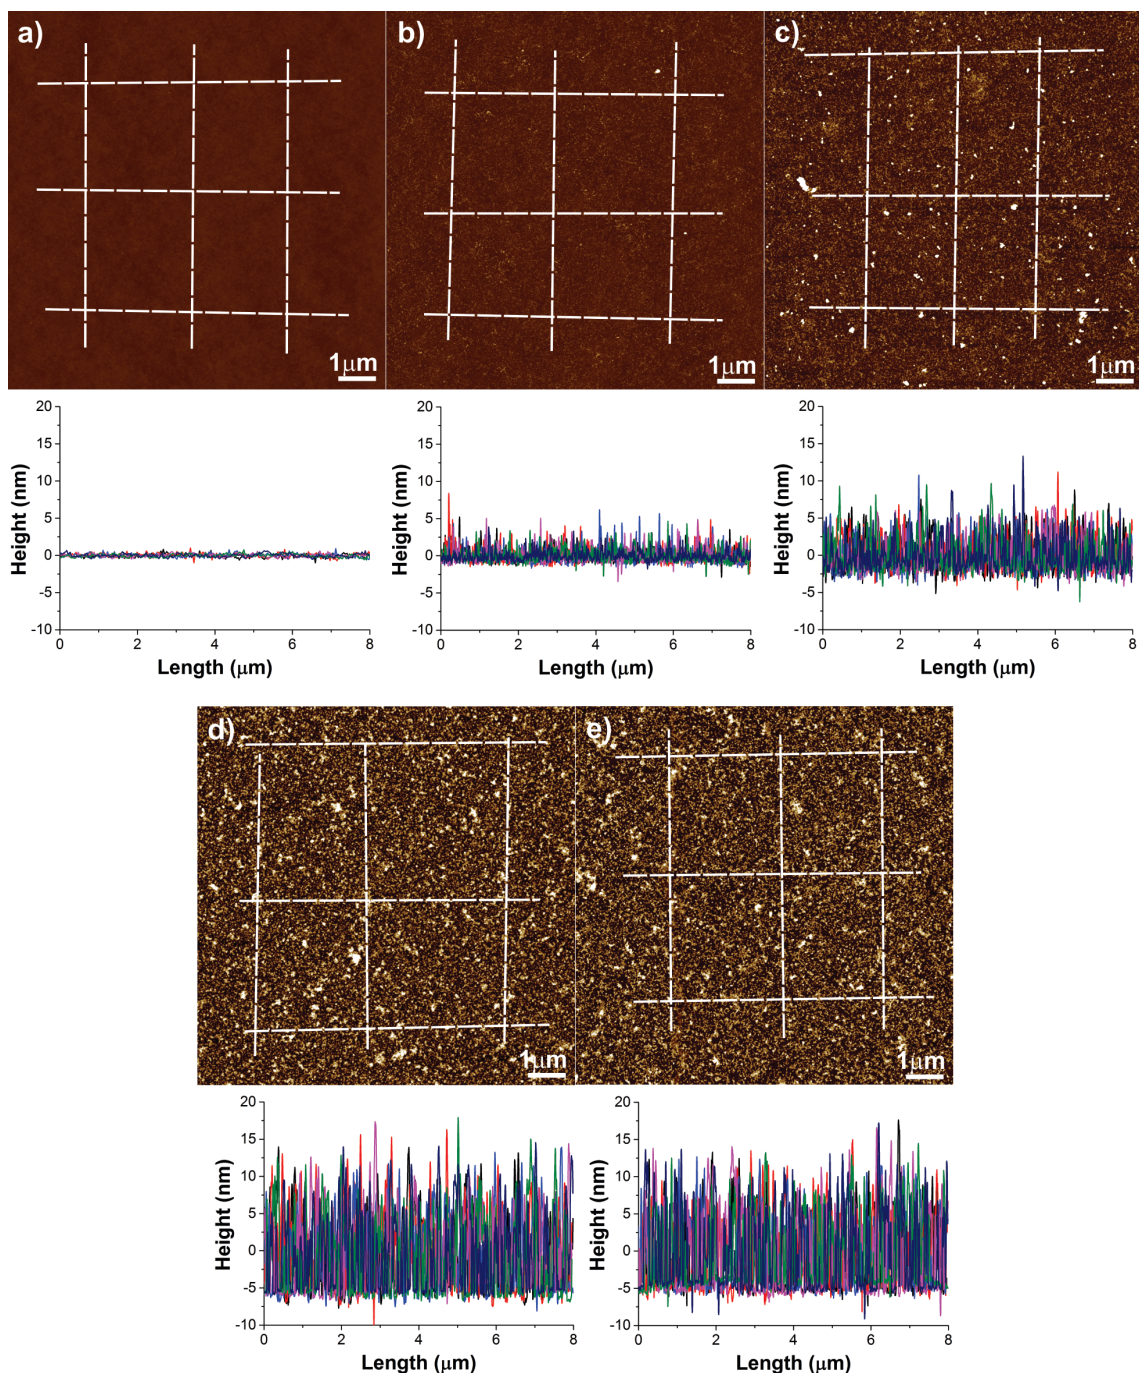 a) b) c)
1μm 1μm 1μm
20 20 20
15 15 15
10 10 10
5 5 5
0 0 0
-5 -5 -5
-10 -10 -10
Height (nm) Height (nm) Height (nm)
0 2 4 6 8 0 2 4 6 8 0 2 4 6 8
Length (μm) Length (μm) Length (μm)
d) e)
1μm 1μm
20 20
15 15
10 10
5 5
0 0
-5 -5
-10 -10
Height (nm) Height (nm)
0 2 4 6 8 0 2 4 6 8
Length (μm) Length (μm)